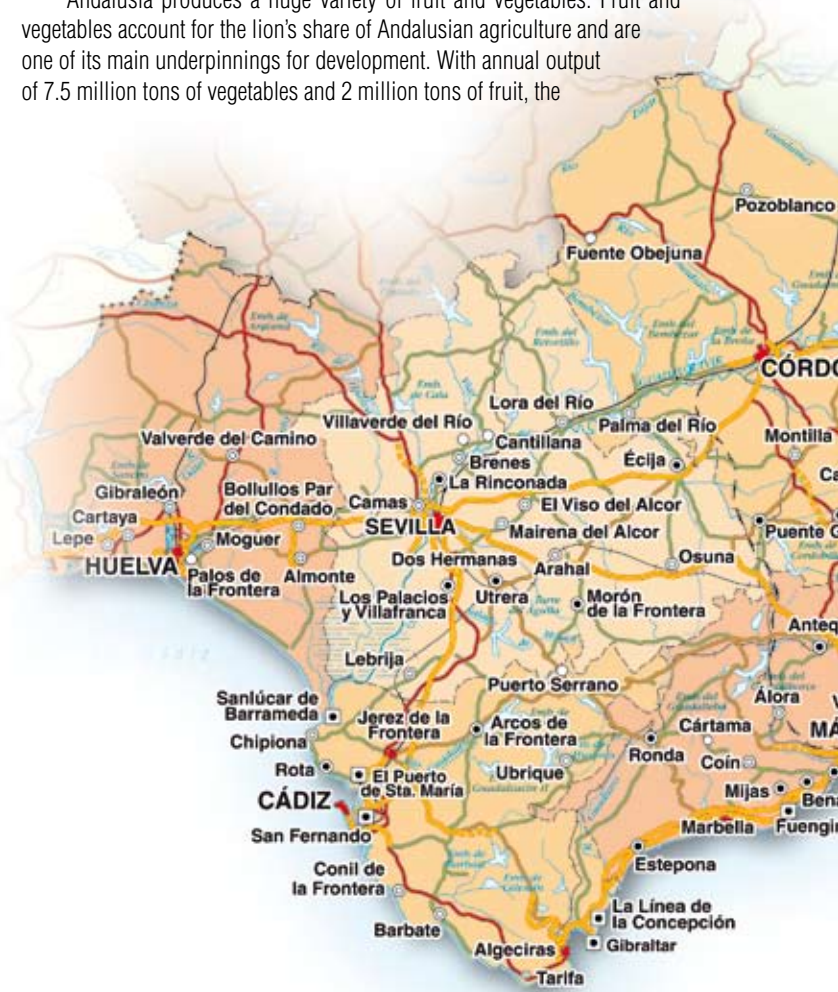 Andalusia produces a huge variety of fruit and vegetables. Fruit and
vegetables account for the lion's share of Andalusian agriculture and are
one of its main underpinnings for development. With annual output
of 7.5 million tons of vegetables and 2 million tons of fruit, the
Pozoblanco
Fuente Obejuna
CÓRDO
Lora del Río
Villaverde del Río
Palma del Río
Valverde del Camino
Cantillana
Montilla
Brenes
Écija
Ca
La Rinconada
Gibraleón
Bollullos Par
del Condado
Camas
El Viso del Alcor
Cartaya
SEVILLA
Mairena del Alcor
Puente G
Lepe
Moguer
HUELVA
Dos Hermanas
Arahal
Osuna
Palos de
la Frontera
Almonte
Los Palacios
y Villafranca
Utrera
Morón
de la Frontera
Anteq
Lebrija
Puerto Serrano
Álora
Sanlúcar de
Barrameda
Jerez de la
Frontera
Arcos de
la Frontera
Cártama
MÁ
Chipiona
Ronda
Coín
Rota
El Puerto
de Sta. María
Ubrique
CÁDIZ
Mijas
Bena
San Fernando
Marbella
Fuengir
Estepona
Conil de
la Frontera
La Línea de
la Concepción
Barbate
Gibraltar
Algeciras
Tarifa